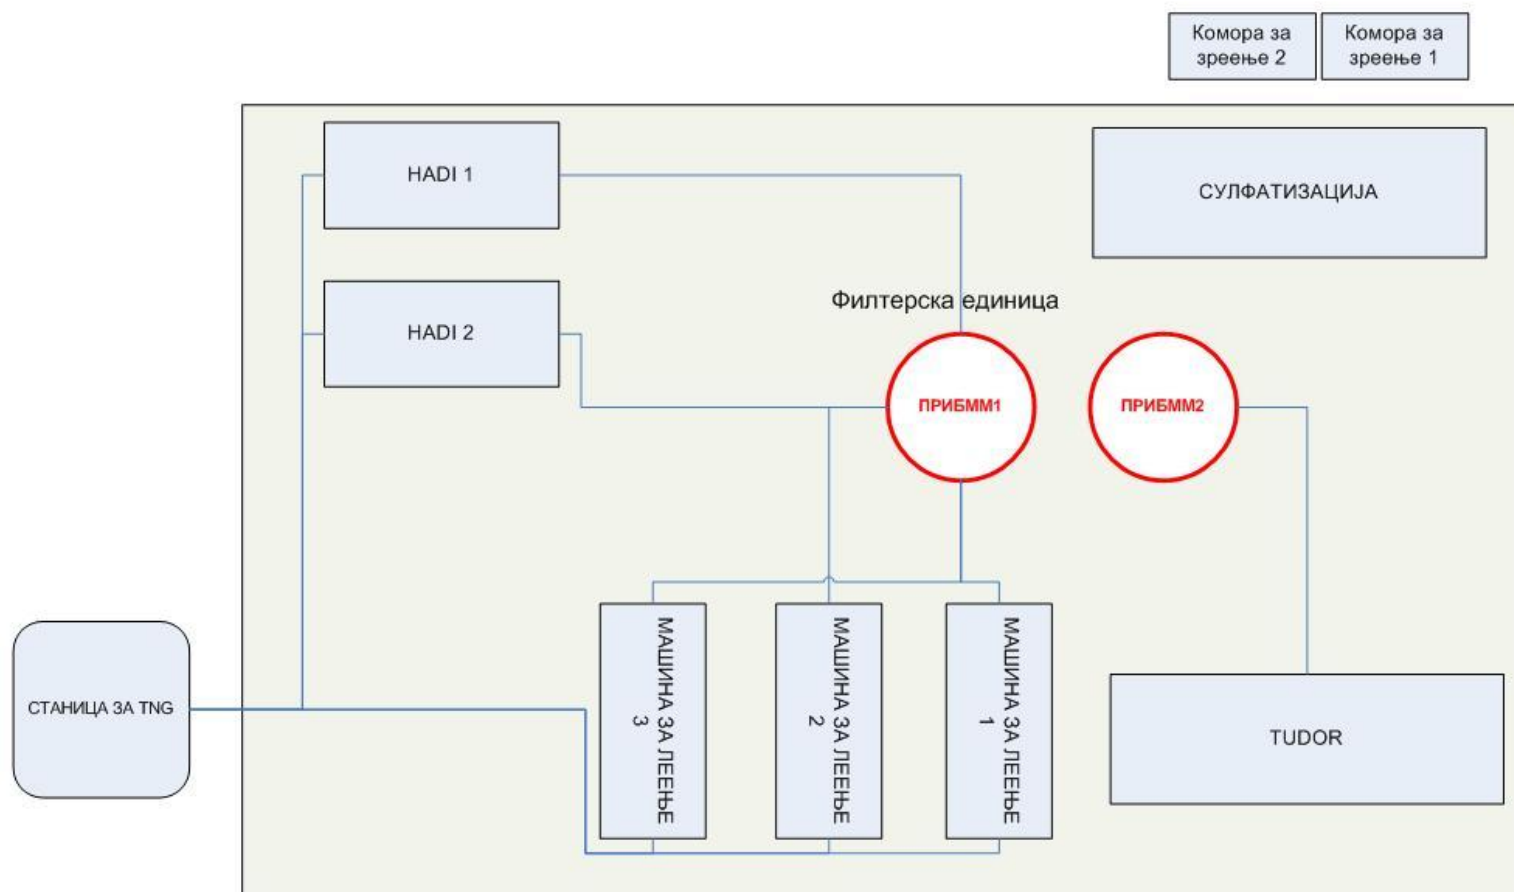 Комора за
зреење 2
Комора за
зреење 1
HADI 1
СУЛФАТИЗАЦИЈА
HADI 2
Филтерска единица
ПРИБММ1
ПРИБММ2
СТАНИЦА ЗА TNG
МАШИНА ЗА ЛЕЕЊЕ
3
МАШИНА ЗА ЛЕЕЊЕ
2
МАШИНА ЗА ЛЕЕЊЕ
1
TUDOR